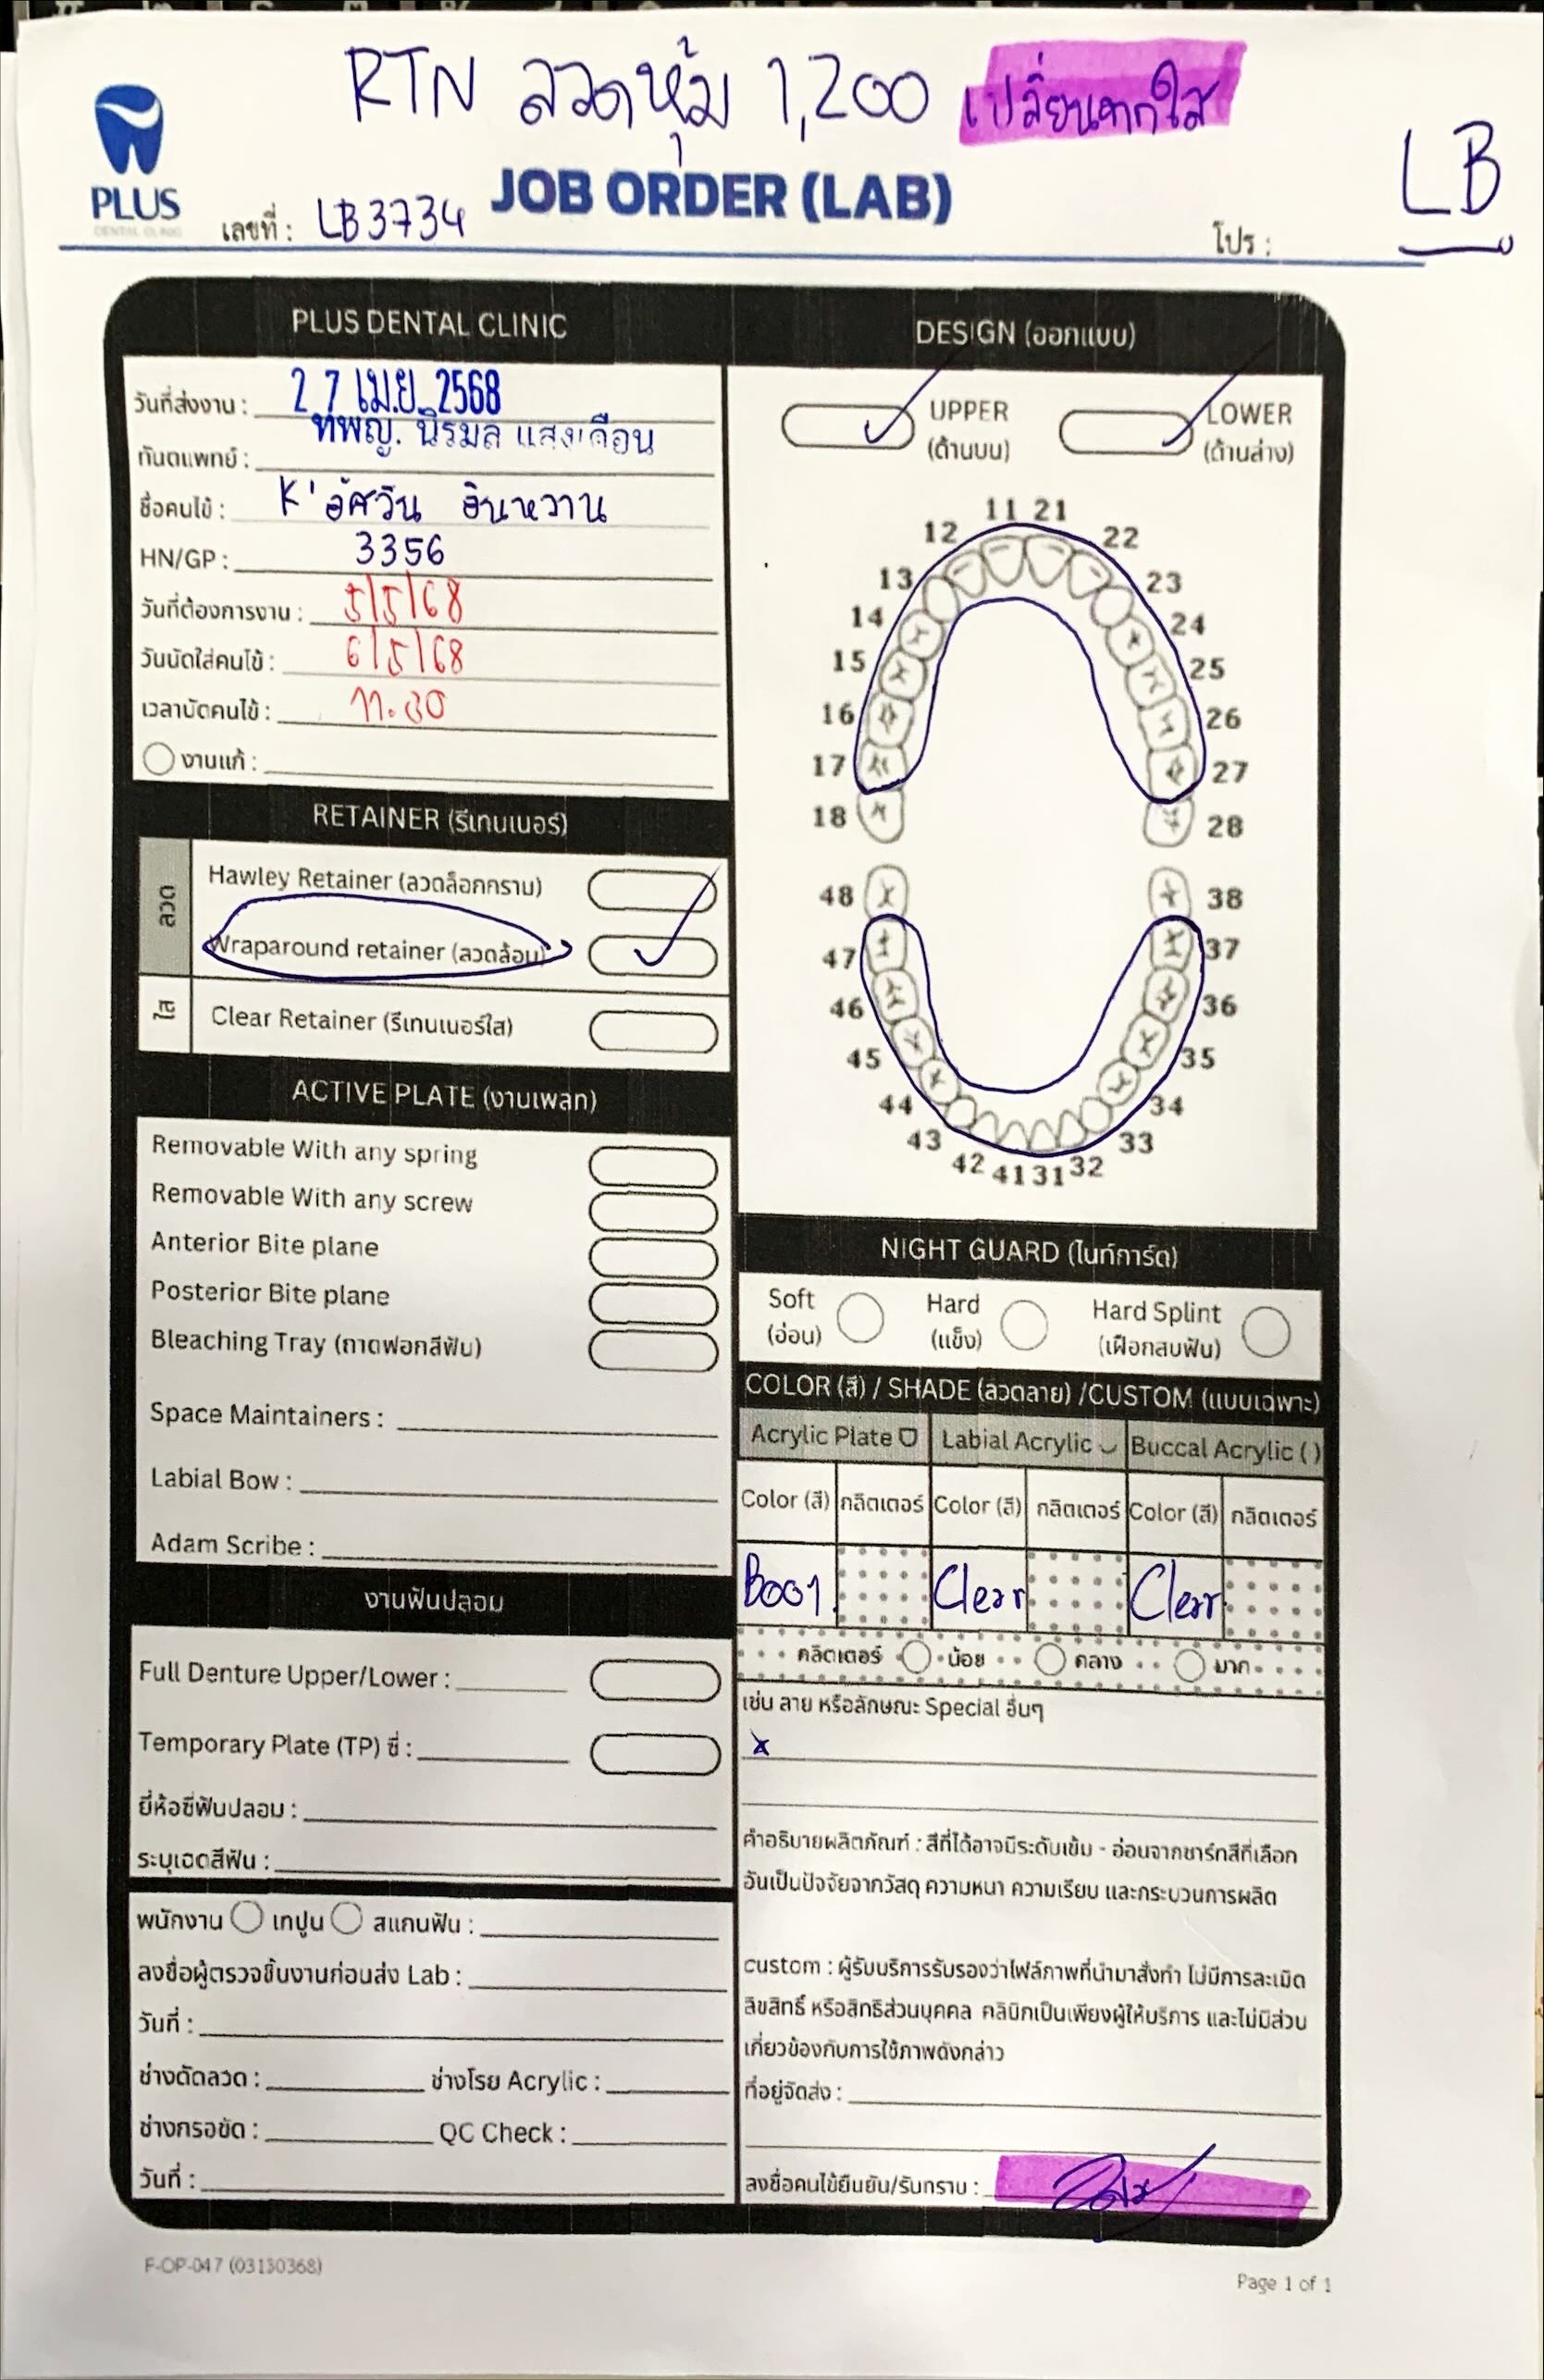 RTN ลวดหุ้ม 1,200 เปลี่ยนจากใส
LB
PLUS
DENTAL CLINIC
JOB ORDER (LAB)
เลขที่ : LB3734
โปร :
PLUS DENTAL CLINIC
วันที่ส่งงาน : 27 เม.ย. 2568
ทันตแพทย์ : ทพญ. นิรมล แสงเดือน
ชื่อคนไข้ : K'อัศวิน อินหวาน
HN/GP : 3356
วันที่ต้องการงาน : 5/5/68
วันนัดใส่คนไข้ : 6/5/68
เวลานัดคนไข้ : 11.30
งานแก้ :
RETAINER (รีเทนเนอร์)
ลวด
Hawley Retainer (ลวดล็อกกราม)
Wraparound retainer (ลวดล้อม)
ใส
Clear Retainer (รีเทนเนอร์ใส)
ACTIVE PLATE (งานเพลท)
Removable With any spring
Removable With any screw
Anterior Bite plane
Posterior Bite plane
Bleaching Tray (ถาดฟอกสีฟัน)
Space Maintainers :
Labial Bow :
Adam Scribe :
งานฟันปลอม
Full Denture Upper/Lower :
Temporary Plate (TP) ซี่ :
ยี่ห้อซี่ฟันปลอม :
ระบุเฉดสีฟัน :
พนักงาน เทปูน สแกนฟัน :
ลงชื่อผู้ตรวจชิ้นงานก่อนส่ง Lab :
วันที่ :
ช่างดัดลวด : ช่างโรย Acrylic :
ช่างกรอขัด : QC Check :
วันที่ :
DESIGN (ออกแบบ)
UPPER (ด้านบน)
LOWER (ด้านล่าง)
11 21
12 22
13 23
14 24
15 25
16 26
17 27
18 28
48 38
47 37
46 36
45 35
44 34
43 33
42 41 31 32
NIGHT GUARD (ไนท์การ์ด)
Soft (อ่อน)
Hard (แข็ง)
Hard Splint (เฝือกสบฟัน)
COLOR (สี) / SHADE (ลวดลาย) /CUSTOM (แบบเฉพาะ)
Acrylic Plate Labial Acrylic Buccal Acrylic ( )
Color (สี) กลิตเตอร์ Color (สี) กลิตเตอร์ Color (สี) กลิตเตอร์
B001 Clear Clear
กลิตเตอร์ น้อย กลาง มาก
เช่น ลาย หรือลักษณะ Special อื่นๆ
x
คำอธิบายผลิตภัณฑ์ : สีที่ได้อาจมีระดับเข้ม - อ่อนจากชาร์ทสีที่เลือก
อันเป็นปัจจัยจากวัสดุ ความหนา ความเรียบ และกระบวนการผลิต
custom : ผู้รับบริการรับรองว่าไฟล์ภาพที่นำมาสั่งทำ ไม่มีการละเมิด
ลิขสิทธิ์ หรือสิทธิส่วนบุคคล คลินิกเป็นเพียงผู้ให้บริการ และไม่มีส่วน
เกี่ยวข้องกับการใช้ภาพดังกล่าว
ที่อยู่จัดส่ง :
ลงชื่อคนไข้ยืนยัน/รับทราบ :
F-OP-047 (03130368)
Page 1 of 1